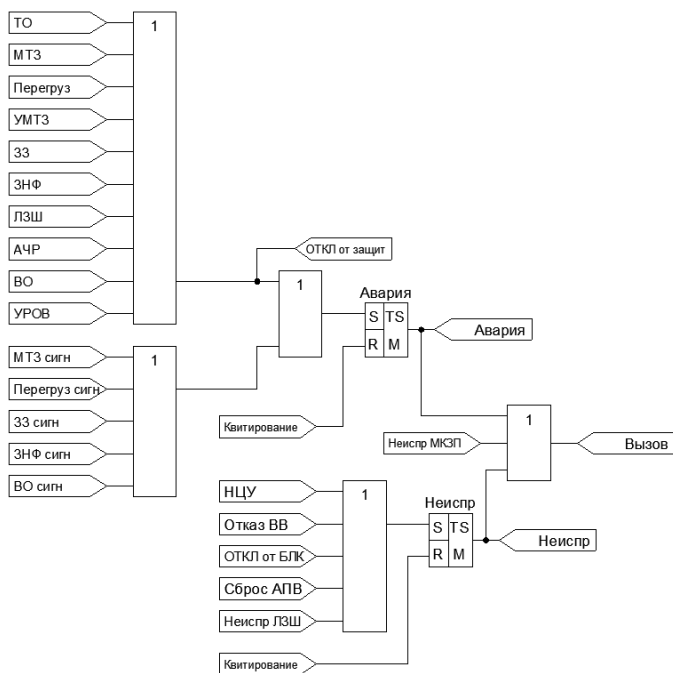 ТО
1
МТЗ
Перегруз
УМТЗ
ЗЗ
ЗНФ
ЛЗШ
АЧР
ОТКЛ от защит
ВО
1
УРОВ
Авария
S TS
R M
Авария
МТЗ сигн
1
Перегруз сигн
ЗЗ сигн
Квитирование
1
ЗНФ сигн
Неиспр МКЗП
Вызов
ВО сигн
НЦУ
1
Неиспр
Отказ ВВ
S TS
R M
Неиспр
ОТКЛ от БЛК
Сброс АПВ
Неиспр ЛЗШ
Квитирование